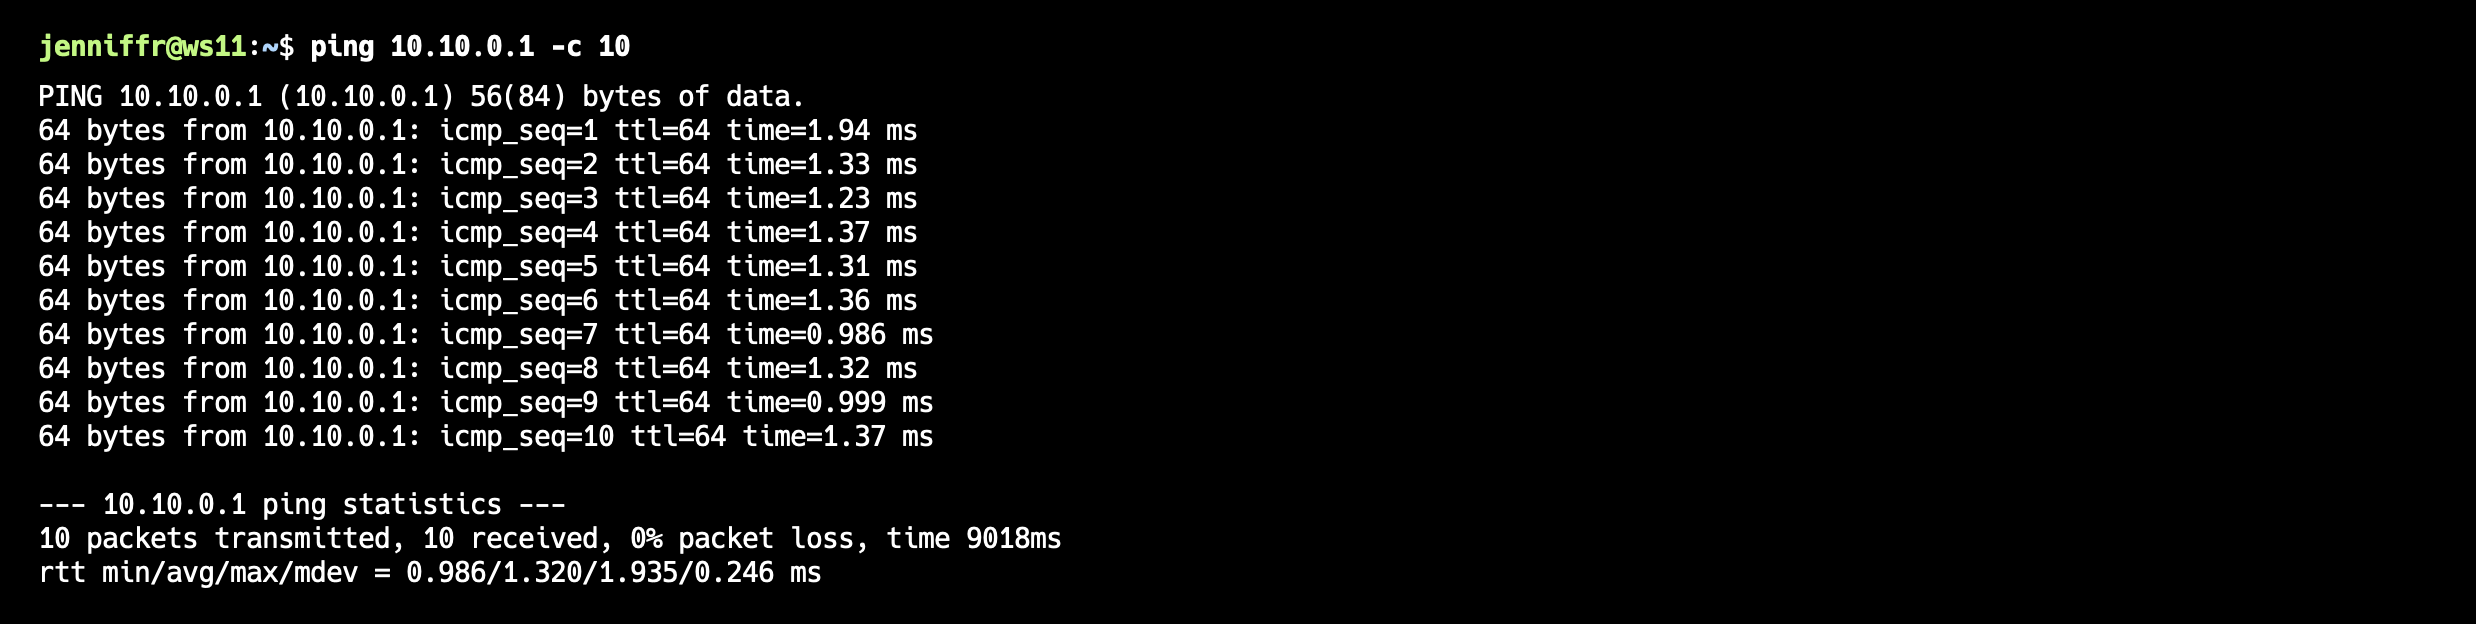 jenniffr@ws11:~$ ping 10.10.0.1 -c 10
PING 10.10.0.1 (10.10.0.1) 56(84) bytes of data.
64 bytes from 10.10.0.1: icmp_seq=1 ttl=64 time=1.94 ms
64 bytes from 10.10.0.1: icmp_seq=2 ttl=64 time=1.33 ms
64 bytes from 10.10.0.1: icmp_seq=3 ttl=64 time=1.23 ms
64 bytes from 10.10.0.1: icmp_seq=4 ttl=64 time=1.37 ms
64 bytes from 10.10.0.1: icmp_seq=5 ttl=64 time=1.31 ms
64 bytes from 10.10.0.1: icmp_seq=6 ttl=64 time=1.36 ms
64 bytes from 10.10.0.1: icmp_seq=7 ttl=64 time=0.986 ms
64 bytes from 10.10.0.1: icmp_seq=8 ttl=64 time=1.32 ms
64 bytes from 10.10.0.1: icmp_seq=9 ttl=64 time=0.999 ms
64 bytes from 10.10.0.1: icmp_seq=10 ttl=64 time=1.37 ms
--- 10.10.0.1 ping statistics ---
10 packets transmitted, 10 received, 0% packet loss, time 9018ms
rtt min/avg/max/mdev = 0.986/1.320/1.935/0.246 ms